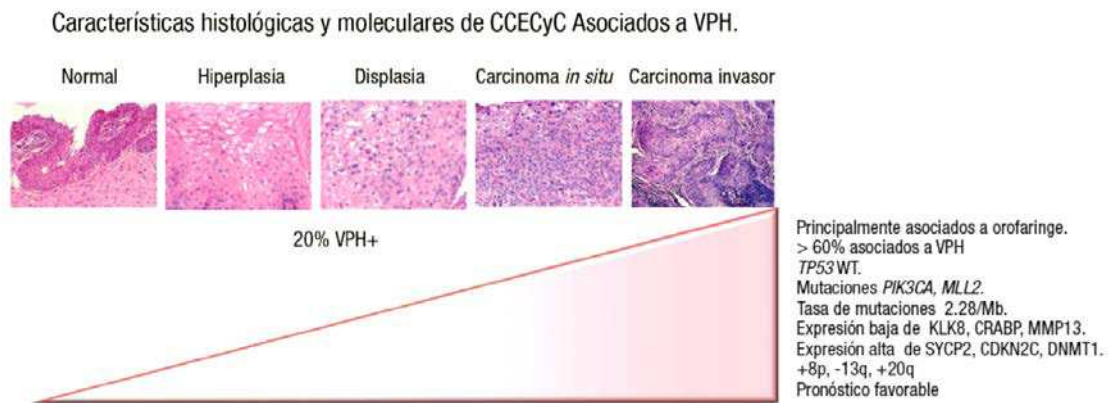 Características histológicas y moleculares de CCECyC Asociados a VPH.
Normal
Hiperplasia
Displasia
Carcinoma in situ
Carcinoma invasor
20% VPH+
Principalmente asociados a orofaringe.
> 60% asociados a VPH
TP53 WT.
Mutaciones PIK3CA, MLL2.
Tasa de mutaciones 2.28/Mb.
Expresión baja de KLK8, CRABP, MMP13.
Expresión alta de SYCP2, CDKN2C, DNMT1.
+8p, -13q, +20q
Pronóstico favorable